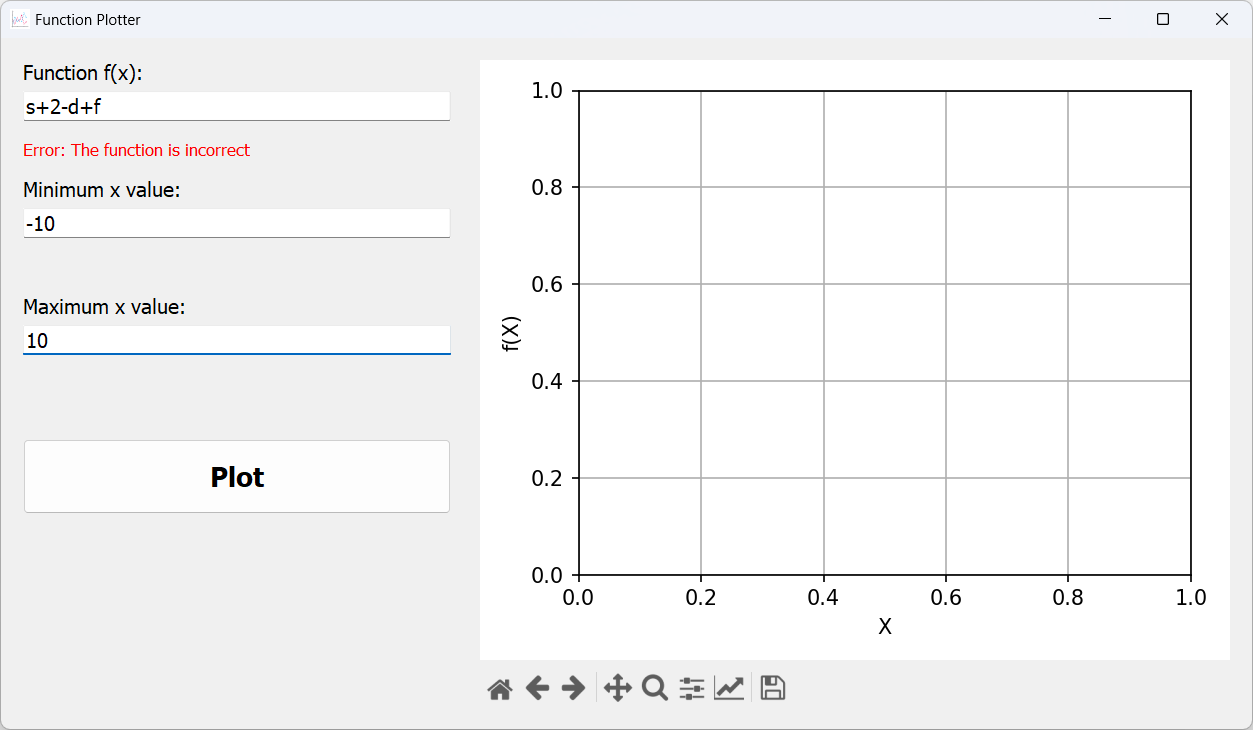 Function Plotter
Function f(x):
s+2-d+f
Error: The function is incorrect
Minimum x value:
-10
Maximum x value:
10
Plot
1.0
0.8
0.6
0.4
0.2
0.0
f(X)
0.0 0.2 0.4 0.6 0.8 1.0
X